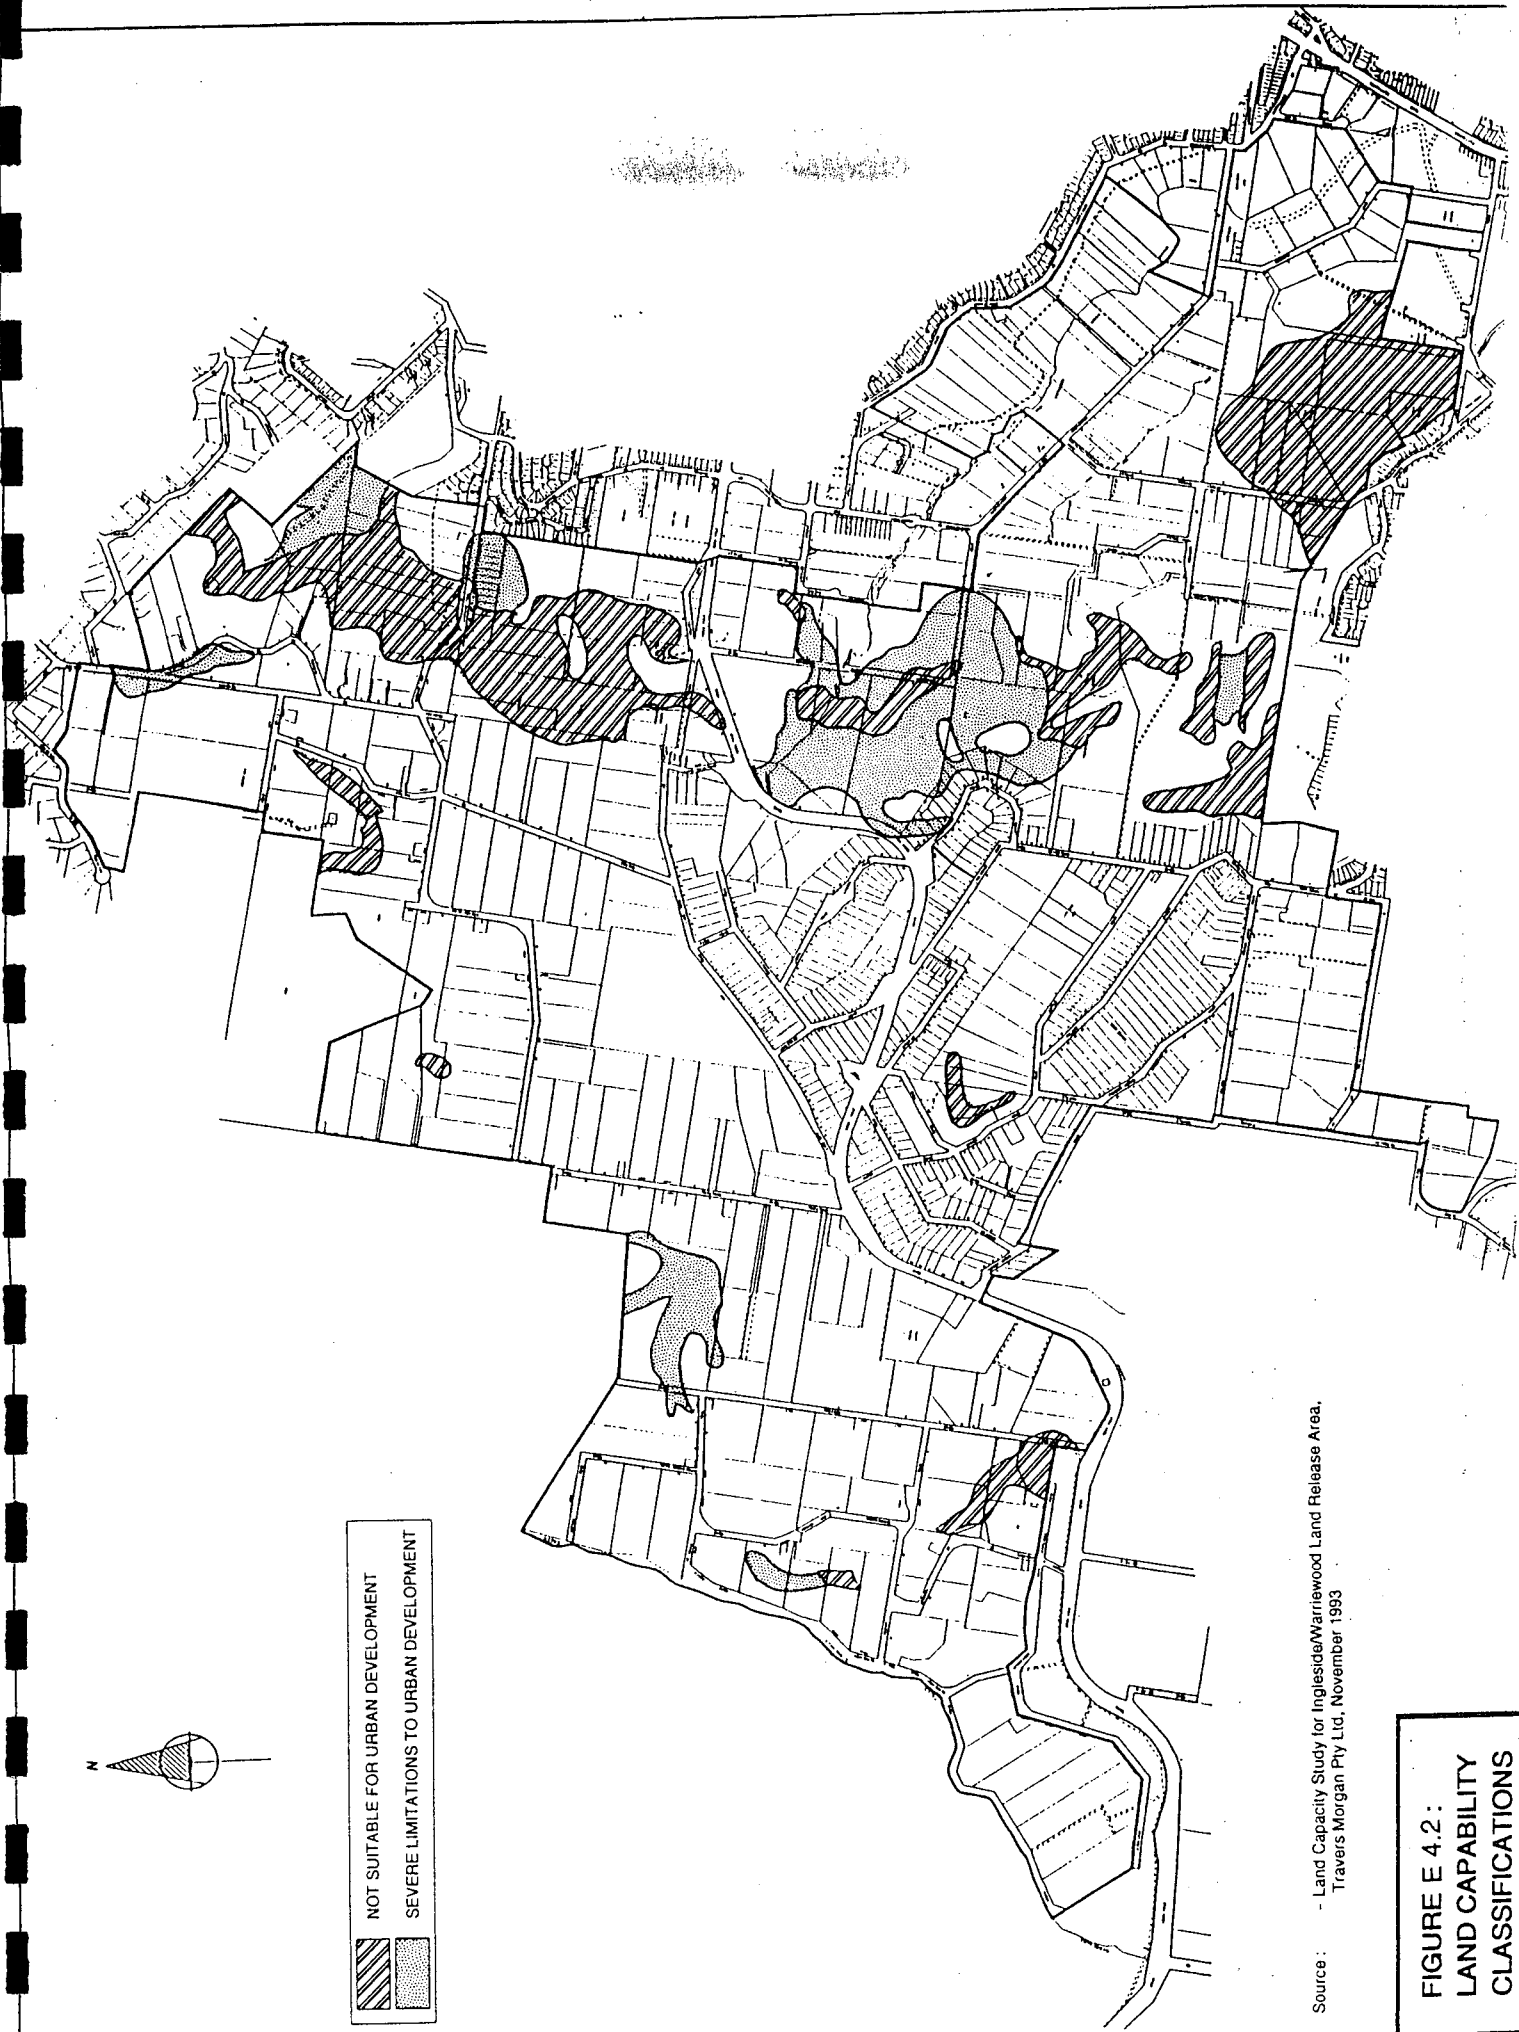 N
NOT SUITABLE FOR URBAN DEVELOPMENT
SEVERE LIMITATIONS TO URBAN DEVELOPMENT
Source : - Land Capacity Study for Ingleside/Warriewood Land Release Area,
Travers Morgan Pty Ltd, November 1993
FIGURE E 4.2 :
LAND CAPABILITY
CLASSIFICATIONS